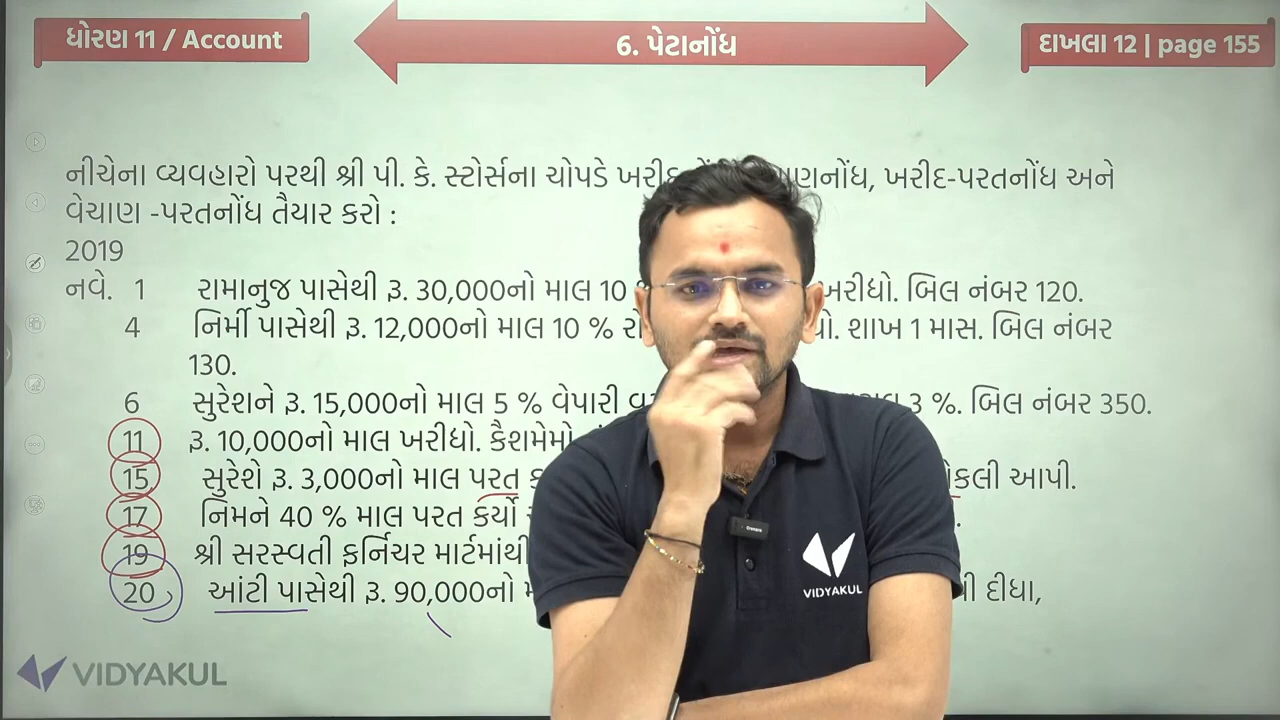 ધોરણ 11 / Account
6. પેટાનોંધ
દાખલા 12 | page 155
નીચેના વ્યવહારો પરથી શ્રી પી. કે. સ્ટોર્સના ચોપડે ખરીદ-પરતનોંધ અને
વેચાણ -પરતનોંધ તૈયાર કરો :
2019
નવે. 1 રામાનુજ પાસેથી રૂ. 30,000નો માલ 10 ખરીધો. બિલ નંબર 120.
4 નિર્મી પાસેથી રૂ. 12,000નો માલ 10 % શાખ 1 માસ. બિલ નંબર
130.
6 સુરેશને રૂ. 15,000નો માલ 5 % વેપારી 3 %. બિલ નંબર 350.
11 રૂ. 10,000નો માલ ખરીધો. કૈશમેમો
15 સુરેશે રૂ. 3,000નો માલ પરત આપી.
17 નિમને 40 % માલ પરત કર્યો
19 શ્રી સરસ્વતી ફર્નિચર માર્ટમાંથી
20 આંટી પાસેથી રૂ. 90,000નો દીધા,
VIDYAKUL
VIDYAKUL